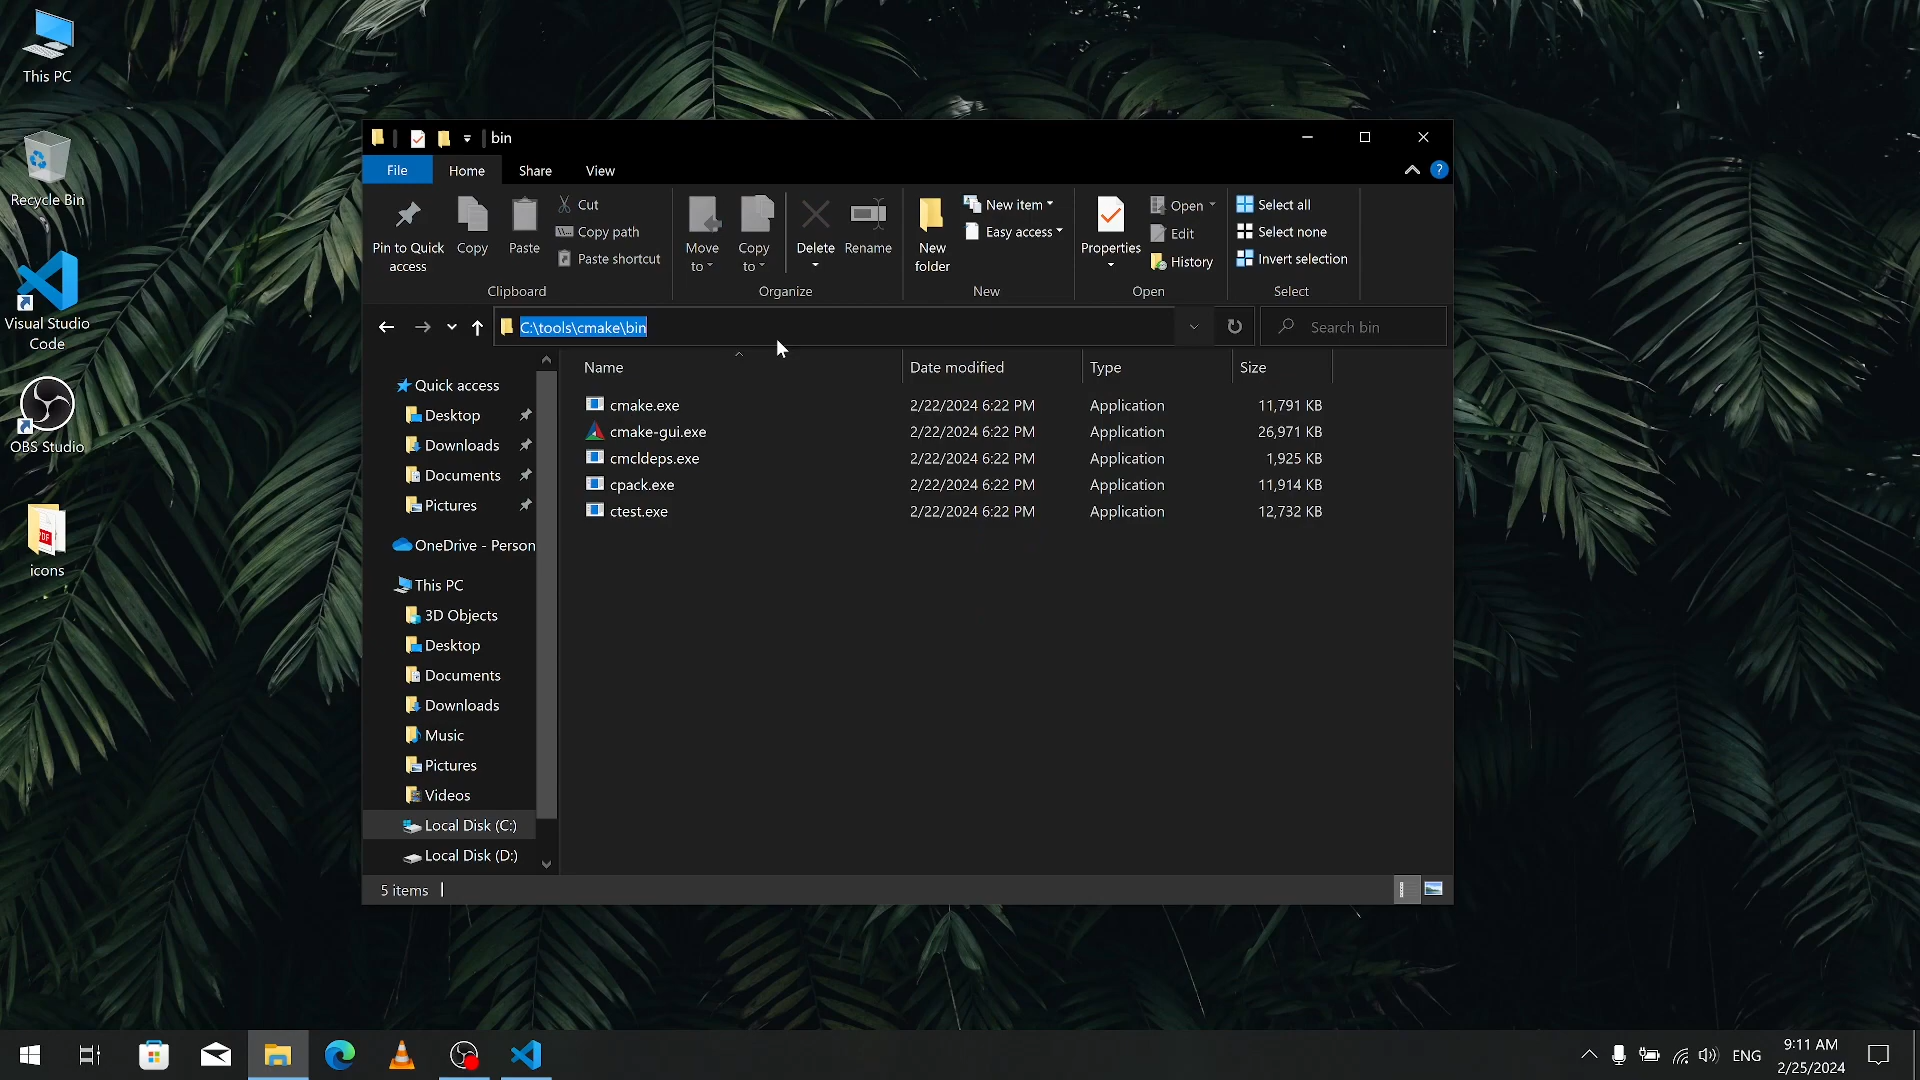 This PC
Recycle Bin
Visual Studio
Code
OBS Studio
icons
bin
File
Home
Share
View
Pin to Quick
access
Copy
Paste
Cut
Copy path
Paste shortcut
Clipboard
Move
to
Copy
to
Delete
Rename
Organize
New
folder
New item
Easy access
New
Properties
Open
Edit
History
Open
Select all
Select none
Invert selection
Select
C:\tools\cmake\bin
Search bin
Quick access
Desktop
Downloads
Documents
Pictures
OneDrive - Person
This PC
3D Objects
Desktop
Documents
Downloads
Music
Pictures
Videos
Local Disk (C:)
Local Disk (D:)
Name Date modified Type Size
cmake.exe 2/22/2024 6:22 PM Application 11,791 KB
cmake-gui.exe 2/22/2024 6:22 PM Application 26,971 KB
cmcldeps.exe 2/22/2024 6:22 PM Application 1,925 KB
cpack.exe 2/22/2024 6:22 PM Application 11,914 KB
ctest.exe 2/22/2024 6:22 PM Application 12,732 KB
5 items
ENG
9:11 AM
2/25/2024